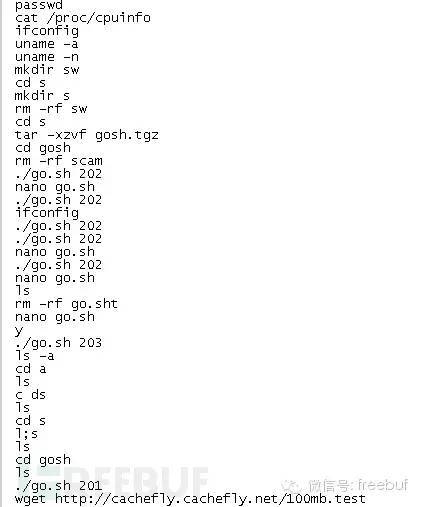 passwd
cat /proc/cpuinfo
ifconfig
uname -a
uname -n
mkdir sw
cd s
mkdir s
rm -rf sw
cd s
tar -xzvf gosh.tgz
cd gosh
rm -rf scam
./go.sh 202
nano go.sh
./go.sh 202
ifconfig
./go.sh 202
./go.sh 202
nano go.sh
./go.sh 202
nano go.sh
ls
rm -rf go.sht
nano go.sh
y
./go.sh 203
ls -a
cd a
ls
c ds
ls
cd s
l;s
ls
cd gosh
ls
./go.sh 201
wget http://cachefly.cachefly.net/100mb.test
REEBUF
微信号: freebuf